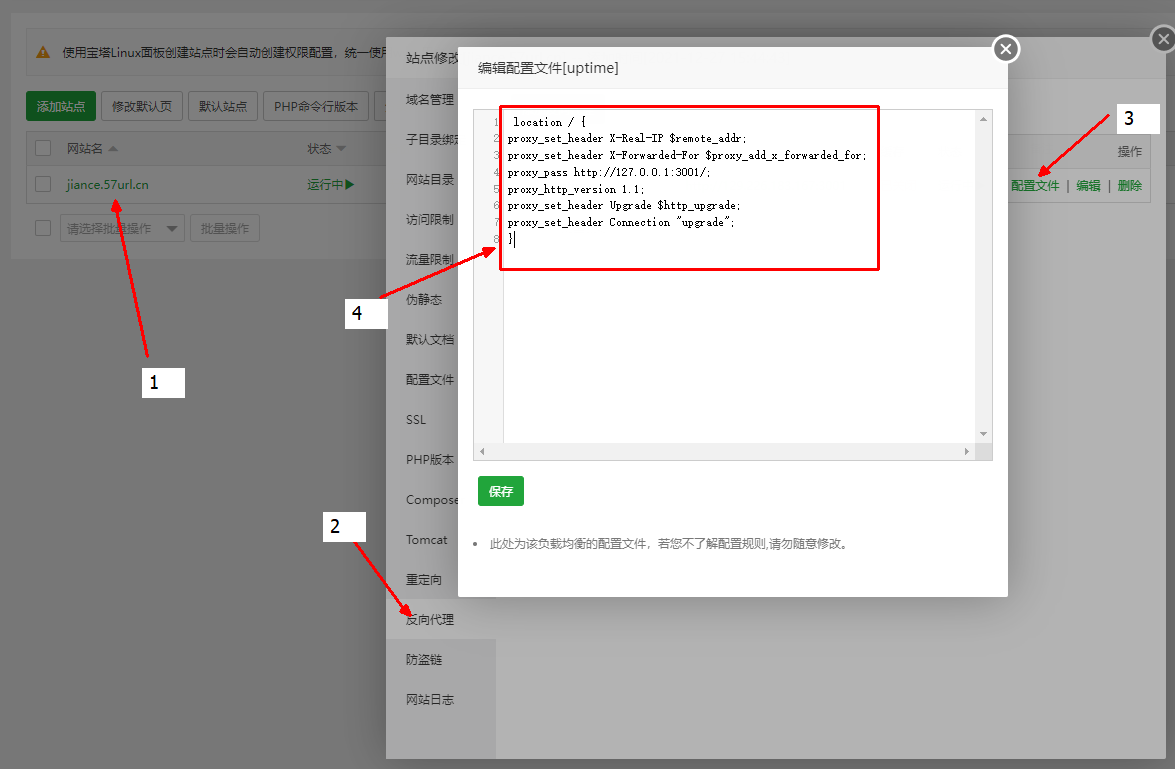 使用宝塔Linux面板创建站点时会自动创建权限配置，统一使用
添加站点
修改默认页
默认站点
PHP命令行版本
网站名
状态
jiance.57url.cn
运行中
请选择批量操作
批量操作
1
站点修改
域名管理
子目录绑定
网站目录
访问限制
流量限制
伪静态
默认文档
配置文件
SSL
PHP版本
Compose
Tomcat
重定向
反向代理
防盗链
网站日志
2
4
编辑配置文件[uptime]
1 location / {
2 proxy_set_header X-Real-IP $remote_addr;
3 proxy_set_header X-Forwarded-For $proxy_add_x_forwarded_for;
4 proxy_pass http://127.0.0.1:3001/;
5 proxy_http_version 1.1;
6 proxy_set_header Upgrade $http_upgrade;
7 proxy_set_header Connection "upgrade";
8 }
保存
此处为该负载均衡的配置文件，若您不了解配置规则,请勿随意修改。
3
操作
配置文件 | 编辑 | 删除